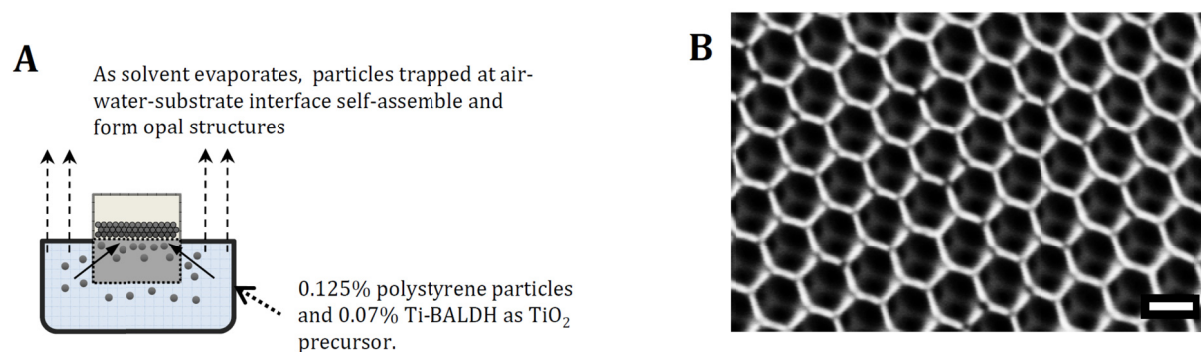 A
As solvent evaporates, particles trapped at air-
water-substrate interface self-assemble and
form opal structures
0.125% polystyrene particles
and 0.07% Ti-BALDH as TiO₂
precursor.
B